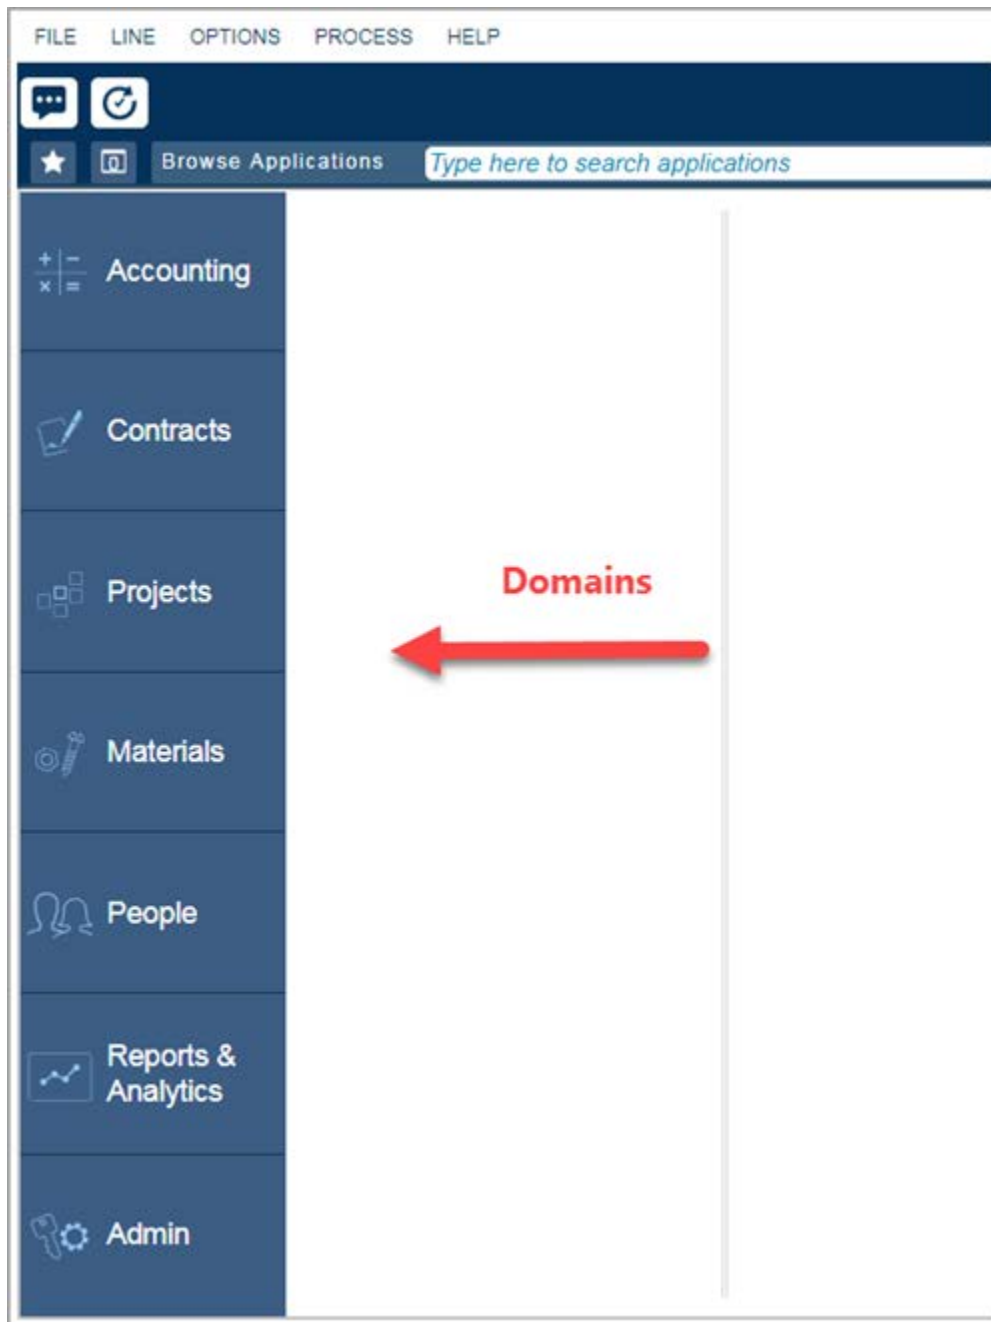 FILE LINE OPTIONS PROCESS HELP
Browse Applications Type here to search applications
Accounting
Contracts
Projects
Domains
Materials
People
Reports &
Analytics
Admin